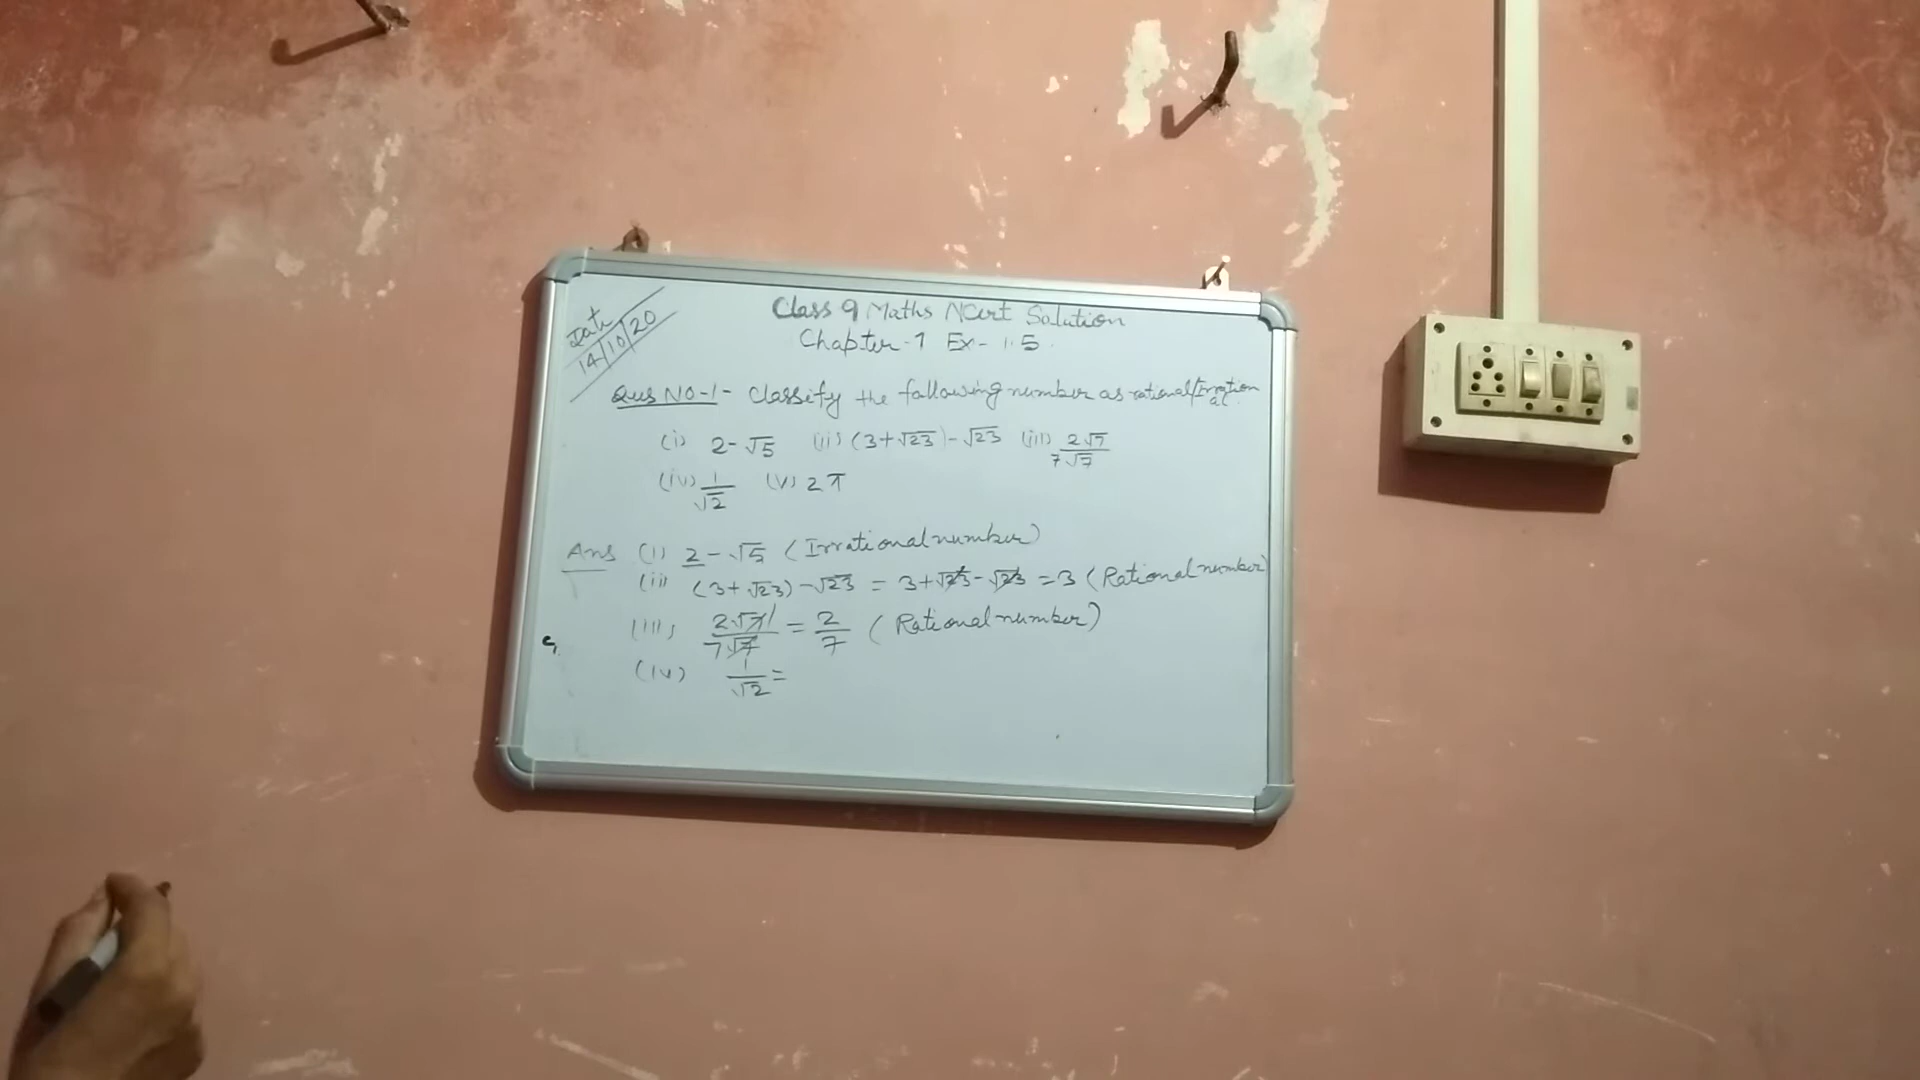 Date
14/10/20
Class 9 Maths NCert Solution
Chapter-1 Ex-1.5.
Ques NO-1- Classify the following number as rational/Irrational.
(i) 2-√5 (ii) (3+√23)-√23 (iii) 2√7/7√7
(iv) 1/√2 (v) 2π
Ans (i) 2-√5 (Irrational number)
(ii) (3+√23)-√23 = 3+√23-√23 = 3 (Rational number)
(iii) 2√7/7√7 = 2/7 (Rational number)
(iv) 1/√2 =